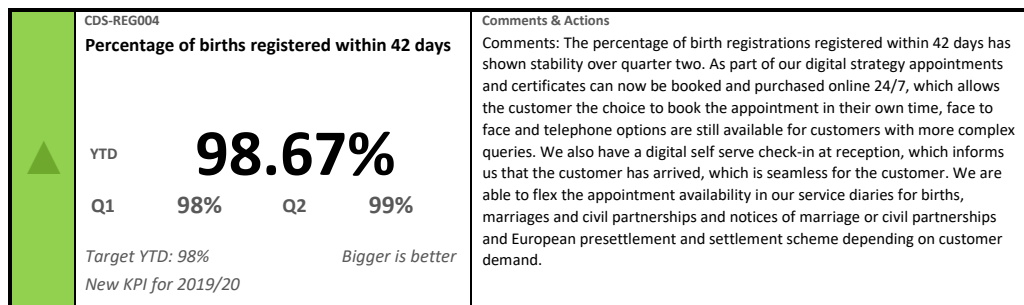 CDS-REG004
Percentage of births registered within 42 days
YTD 98.67%
Q1 98% Q2 99%
Target YTD: 98% Bigger is better
New KPI for 2019/20
Comments & Actions
Comments: The percentage of birth registrations registered within 42 days has
shown stability over quarter two. As part of our digital strategy appointments
and certificates can now be booked and purchased online 24/7, which allows
the customer the choice to book the appointment in their own time, face to
face and telephone options are still available for customers with more complex
queries. We also have a digital self serve check-in at reception, which informs
us that the customer has arrived, which is seamless for the customer. We are
able to flex the appointment availability in our service diaries for births,
marriages and civil partnerships and notices of marriage or civil partnerships
and European presettlement and settlement scheme depending on customer
demand.